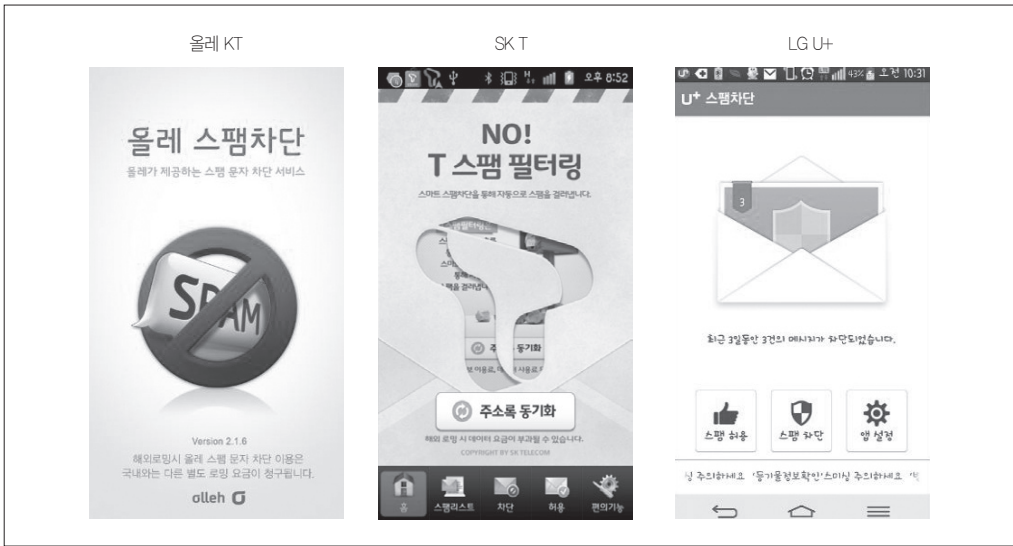 올레 KT
SK T
LG U+
올레 스팸차단
올레가 제공하는 스팸 문자 차단 서비스
SPAM
Version 2.1.6
해외로밍시 올레 스팸 문자 차단 이용은
국내와는 다른 별도 로밍 요금이 청구됩니다.
olleh
오후 8:52
NO!
T 스팸 필터링
스마트 스팸차단을 통해 자동으로 스팸을 걸러냅니다.
주소록 동기화
해외 로밍 시 데이터 요금이 부과될 수 있습니다.
COPYRIGHT BY SK TELECOM
홈
스팸리스트
차단
허용
편의기능
43% 오전 10:31
U+ 스팸차단
3
최근 3일동안 3건의 메시지가 차단되었습니다.
스팸 허용
스팸 차단
앱 설정
싱 주의하세요 '등기물정보확인'스미싱 주의하세요